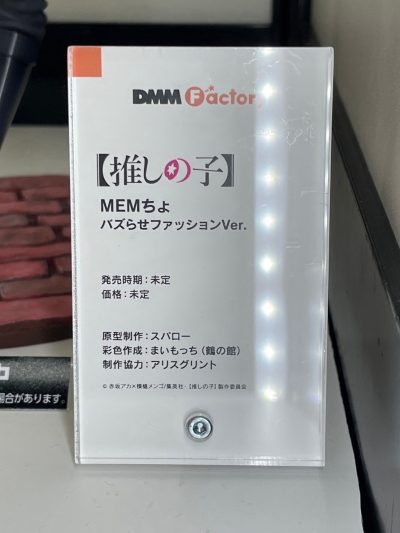 DMM Factory
【推しの子】
MEMちょ
バズらせファッションVer.
発売時期：未定
価格：未定
原型制作：スパロー
彩色作成：まいもっち（鶴の館）
制作協力：アリスグリント
© 赤坂アカ×横槍メンゴ/集英社・【推しの子】製作委員会
場合があります。